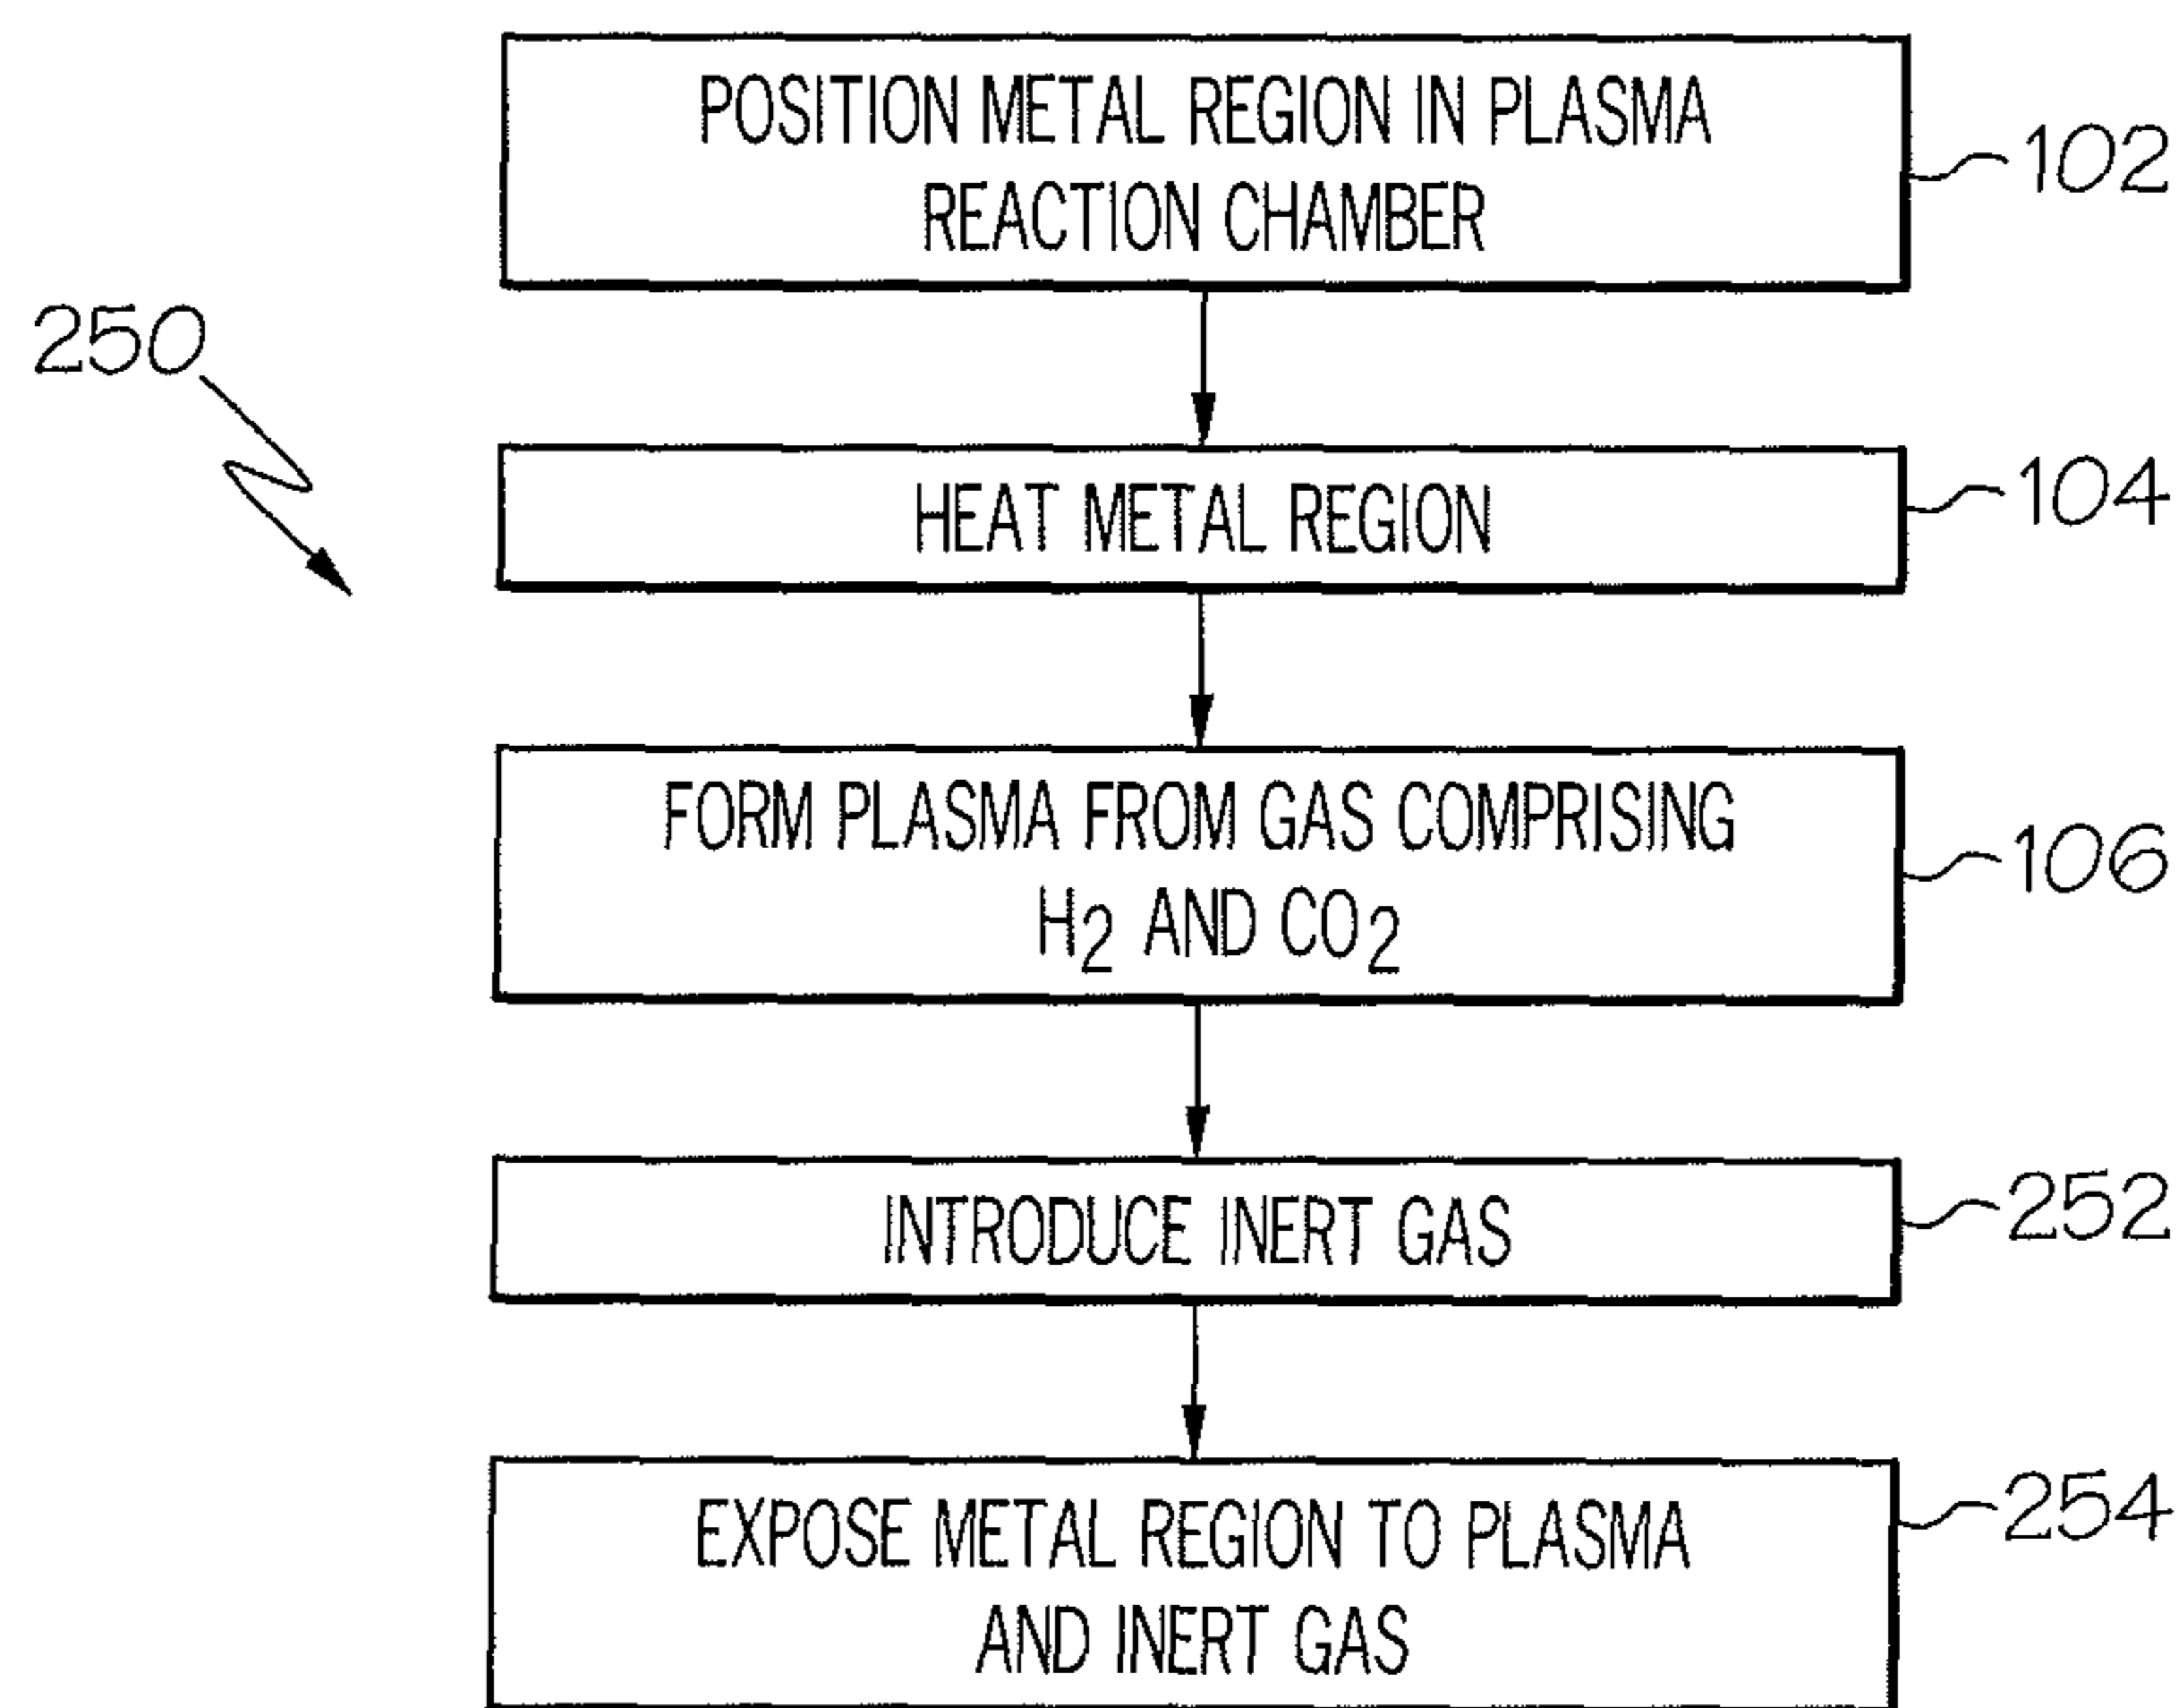 POSITION METAL REGION IN PLASMA
REACTION CHAMBER
102
250
HEAT METAL REGION
104
FORM PLASMA FROM GAS COMPRISING
H₂ AND CO₂
106
INTRODUCE INERT GAS
252
EXPOSE METAL REGION TO PLASMA
AND INERT GAS
254